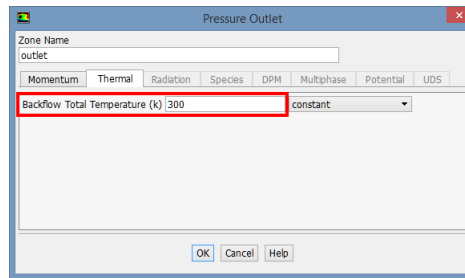 Pressure Outlet
Zone Name
outlet
Momentum Thermal Radiation Species DPM Multiphase Potential UDS
Backflow Total Temperature (k) 300 constant
OK Cancel Help